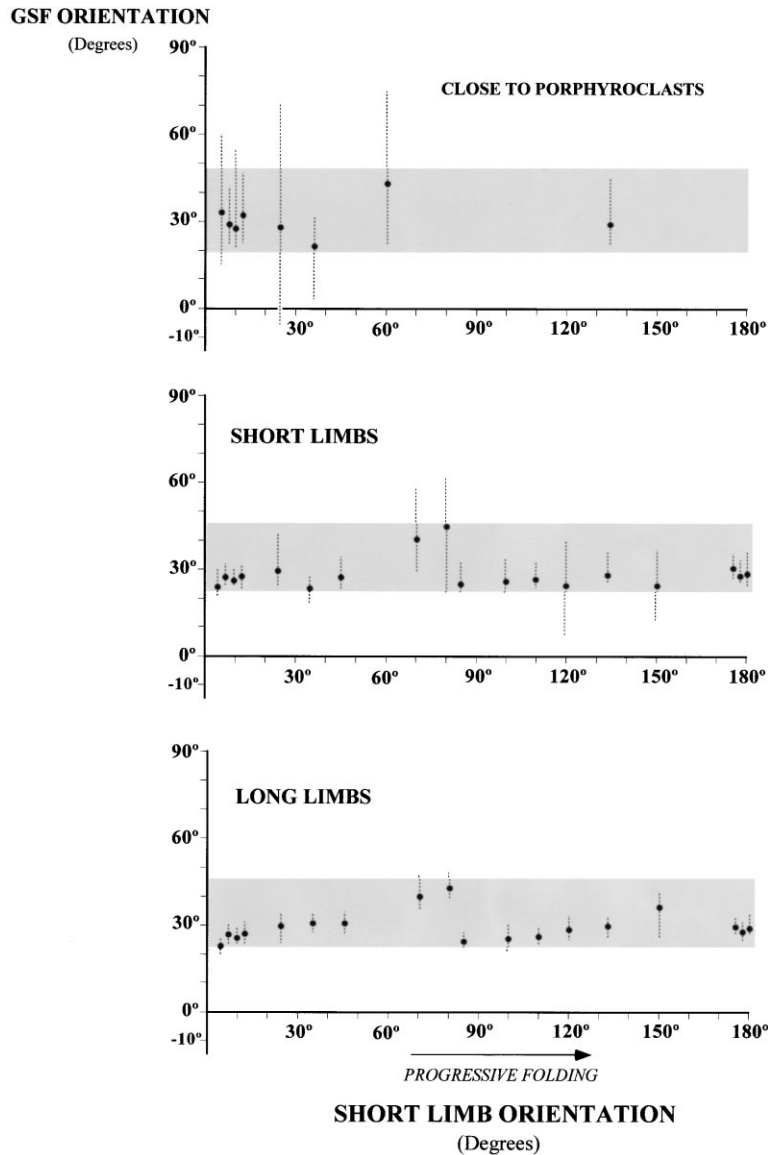 GSF ORIENTATION
(Degrees)
90º
CLOSE TO PORPHYROCLASTS
60º
30º
0º
-10º
30º 60º 90º 120º 150º 180º
90º
SHORT LIMBS
60º
30º
0º
-10º
30º 60º 90º 120º 150º 180º
90º
LONG LIMBS
60º
30º
0º
-10º
30º 60º 90º 120º 150º 180º
PROGRESSIVE FOLDING
SHORT LIMB ORIENTATION
(Degrees)